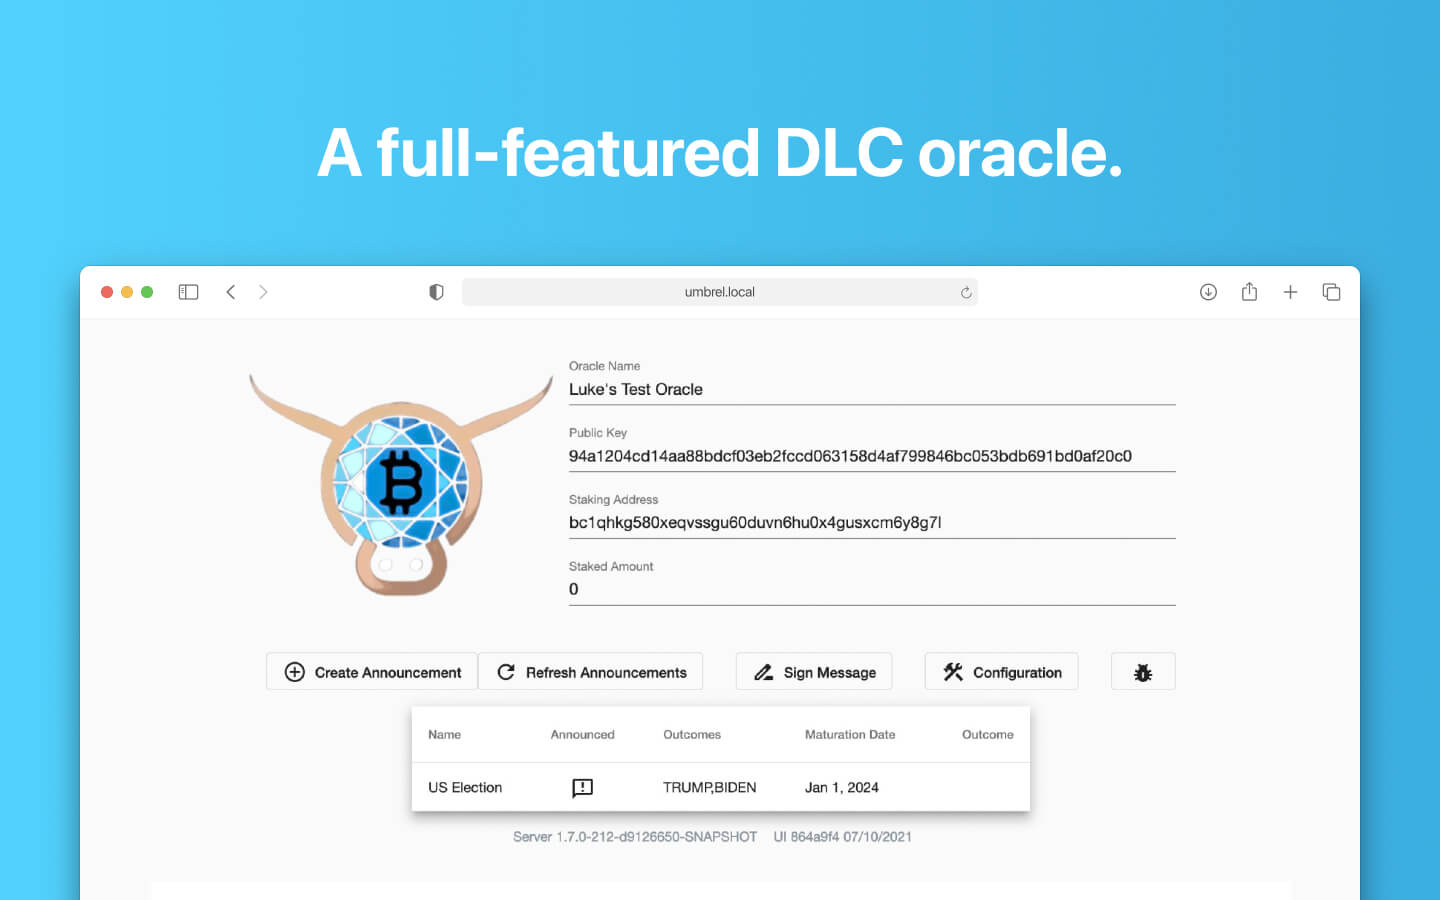 A full-featured DLC oracle.
umbrel.local
Oracle Name
Luke's Test Oracle
Public Key
94a1204cd14aa88bdcf03eb2fccd063158d4af799846bc053bdb691bd0af20c0
Staking Address
bc1qhkg580xeqvssgu60duvn6hu0x4gusxcm6y8g7l
Staked Amount
0
Create Announcement Refresh Announcements Sign Message Configuration
Name Announced Outcomes Maturation Date Outcome
US Election TRUMP,BIDEN Jan 1, 2024
Server 1.7.0-212-d9126650-SNAPSHOT UI 864a9f4 07/10/2021